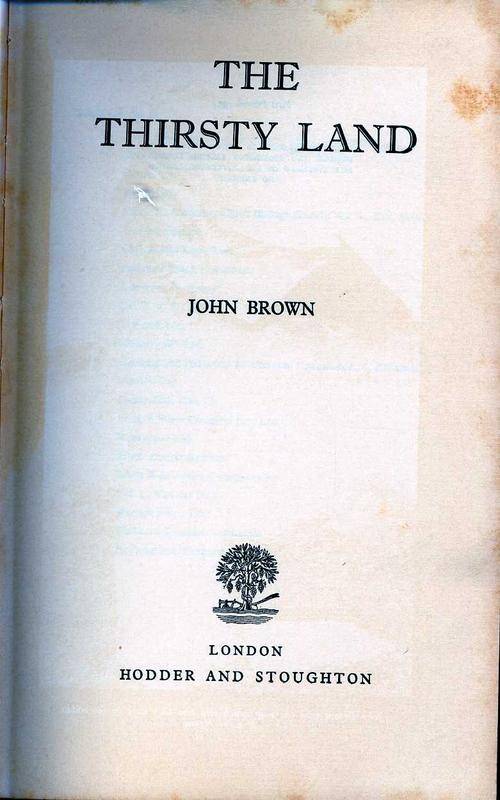 THE
THIRSTY LAND
JOHN BROWN
LONDON
HODDER AND STOUGHTON